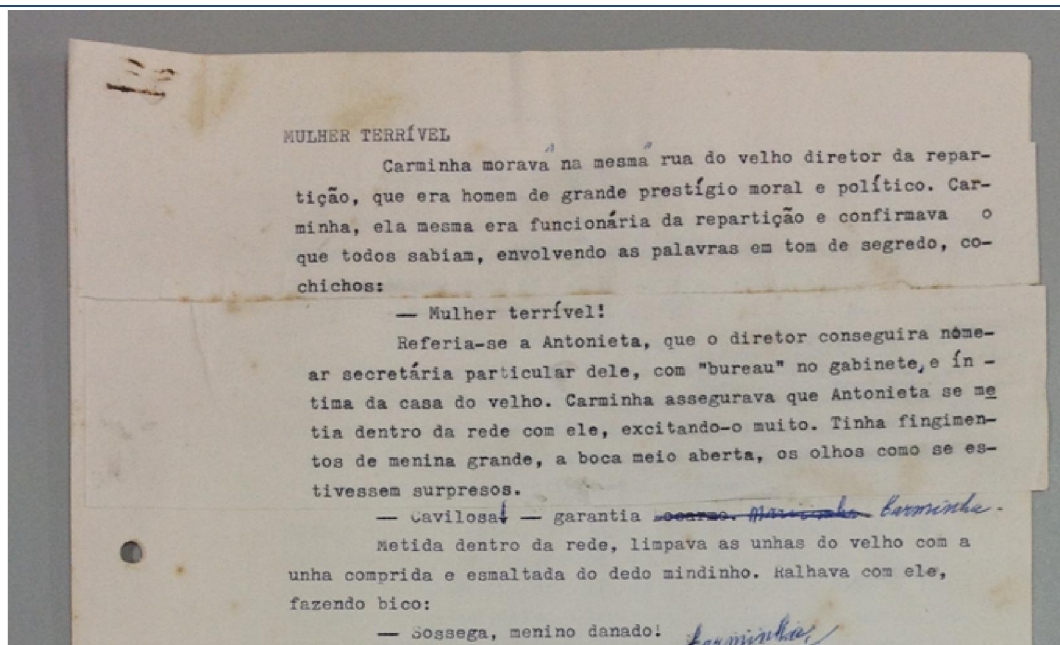 MULHER TERRÍVEL
Carminha morava na mesma rua do velho diretor da repar-
tição, que era homem de grande prestígio moral e político. Car-
minha, ela mesma era funcionária da repartição e confirmava o
que todos sabiam, envolvendo as palavras em tom de segredo, co-
chichos:
— Mulher terrível!
Referia-se a Antonieta, que o diretor conseguira nome-
ar secretária particular dele, com "bureau" no gabinete, e ín -
tima da casa do velho. Carminha assegurava que Antonieta se me
tia dentro da rede com ele, excitando-o muito. Tinha fingimen-
tos de menina grande, a boca meio aberta, os olhos como se es-
tivessem surpresos.
— Cavilosa! — garantia Carminha.
Metida dentro da rede, limpava as unhas do velho com a
unha comprida e esmaltada do dedo mindinho. Ralhava com ele,
fazendo bico:
— Sossega, menino danado! Carminha,